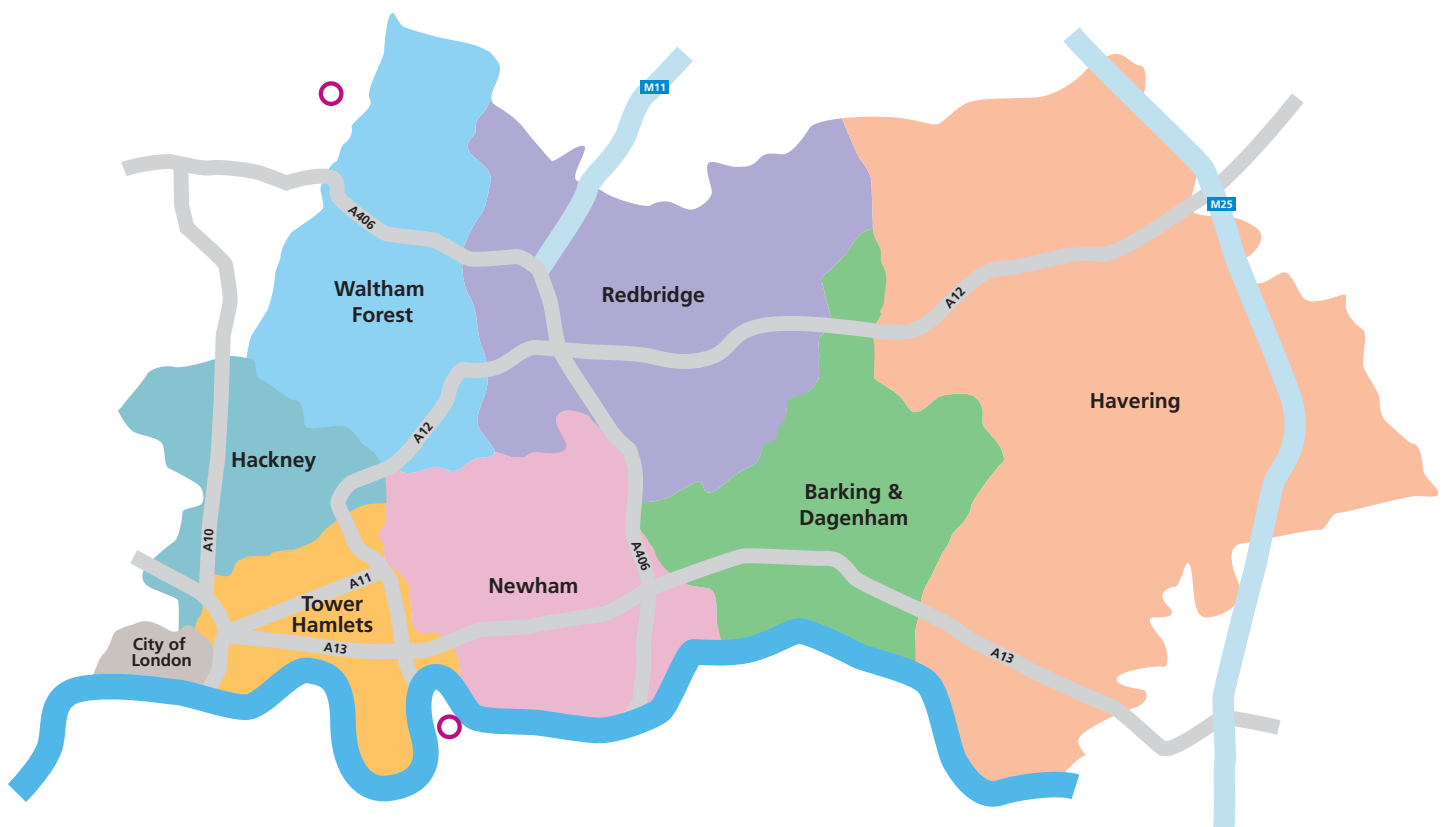 M11
M25
A406
Waltham
Forest
Redbridge
A12
Havering
A12
Hackney
Barking &
Dagenham
A10
A406
A11
Newham
Tower
Hamlets
City of
London
A13
A13